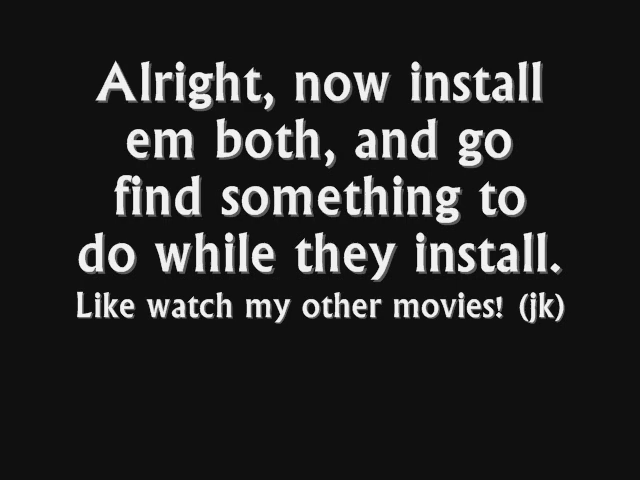 Alright, now install
em both, and go
find something to
do while they install.
Like watch my other movies! (jk)